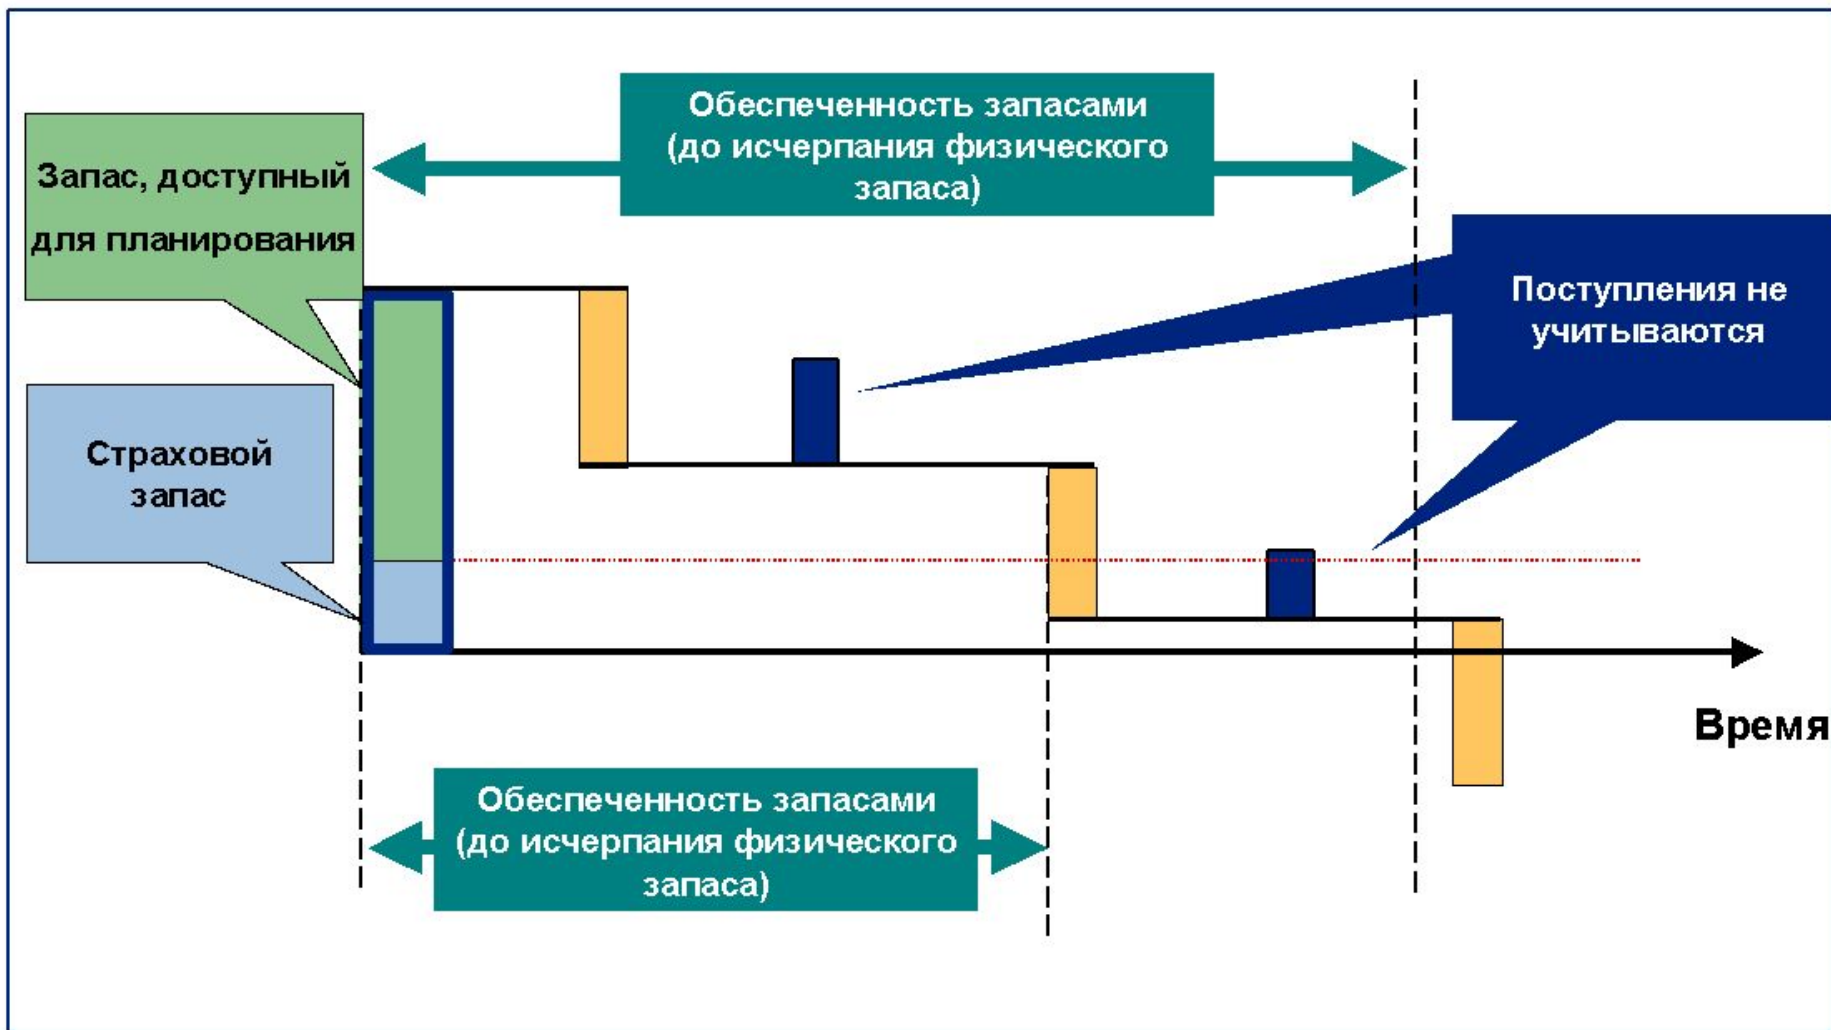 Обеспеченность запасами
(до исчерпания физического
запаса)
Запас, доступный
для планирования
Поступления не
учитываются
Страховой
запас
Время
Обеспеченность запасами
(до исчерпания физического
запаса)